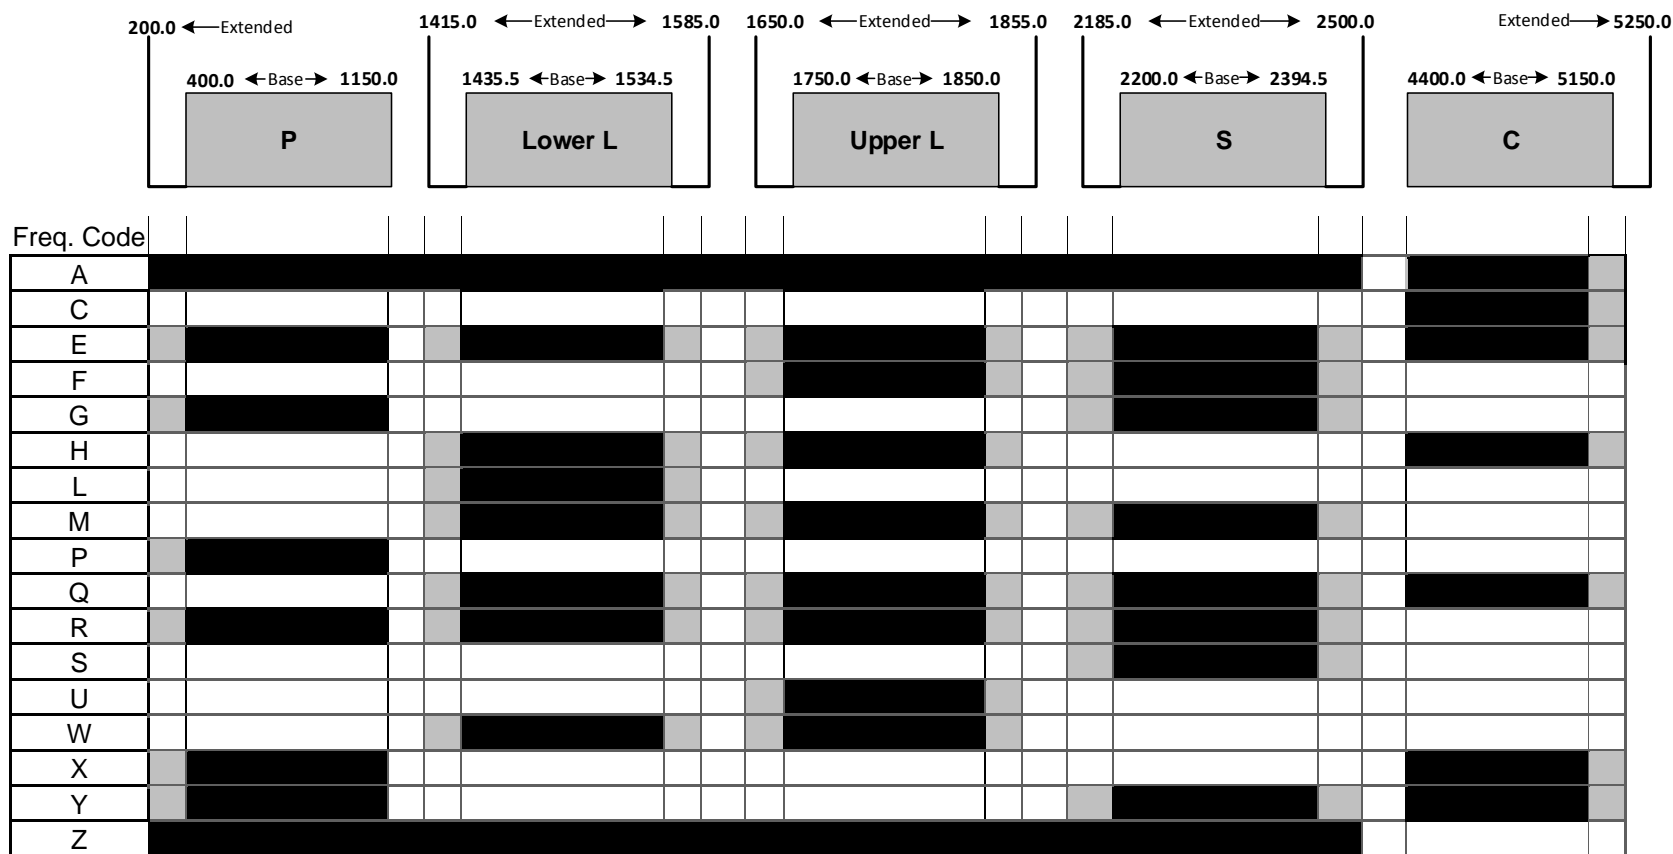 200.0 Extended
1415.0 Extended 1585.0
1650.0 Extended 1855.0
2185.0 Extended 2500.0
Extended 5250.0
400.0 Base 1150.0
1435.5 Base 1534.5
1750.0 Base 1850.0
2200.0 Base 2394.5
4400.0 Base 5150.0
P
Lower L
Upper L
S
C
Freq. Code
A
C
E
F
G
H
L
M
P
Q
R
S
U
W
X
Y
Z